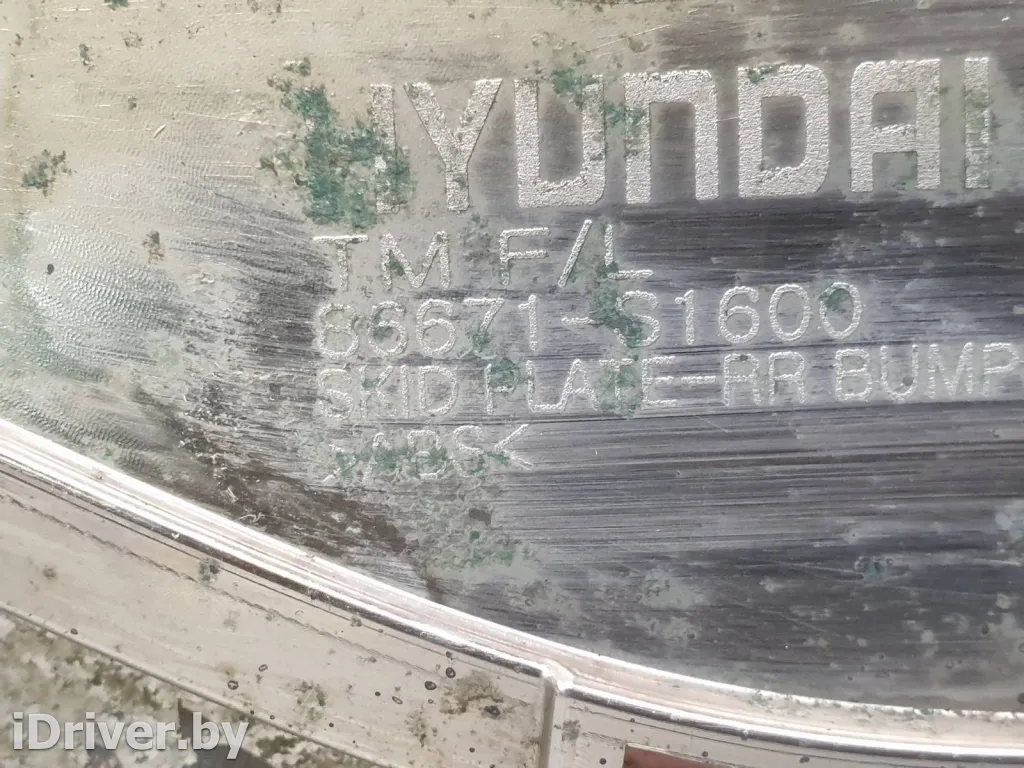 HYUNDAI
TM F/L
86671-S1600
SKID PLATE-RR BUMP
>ABS<
iDriver.by